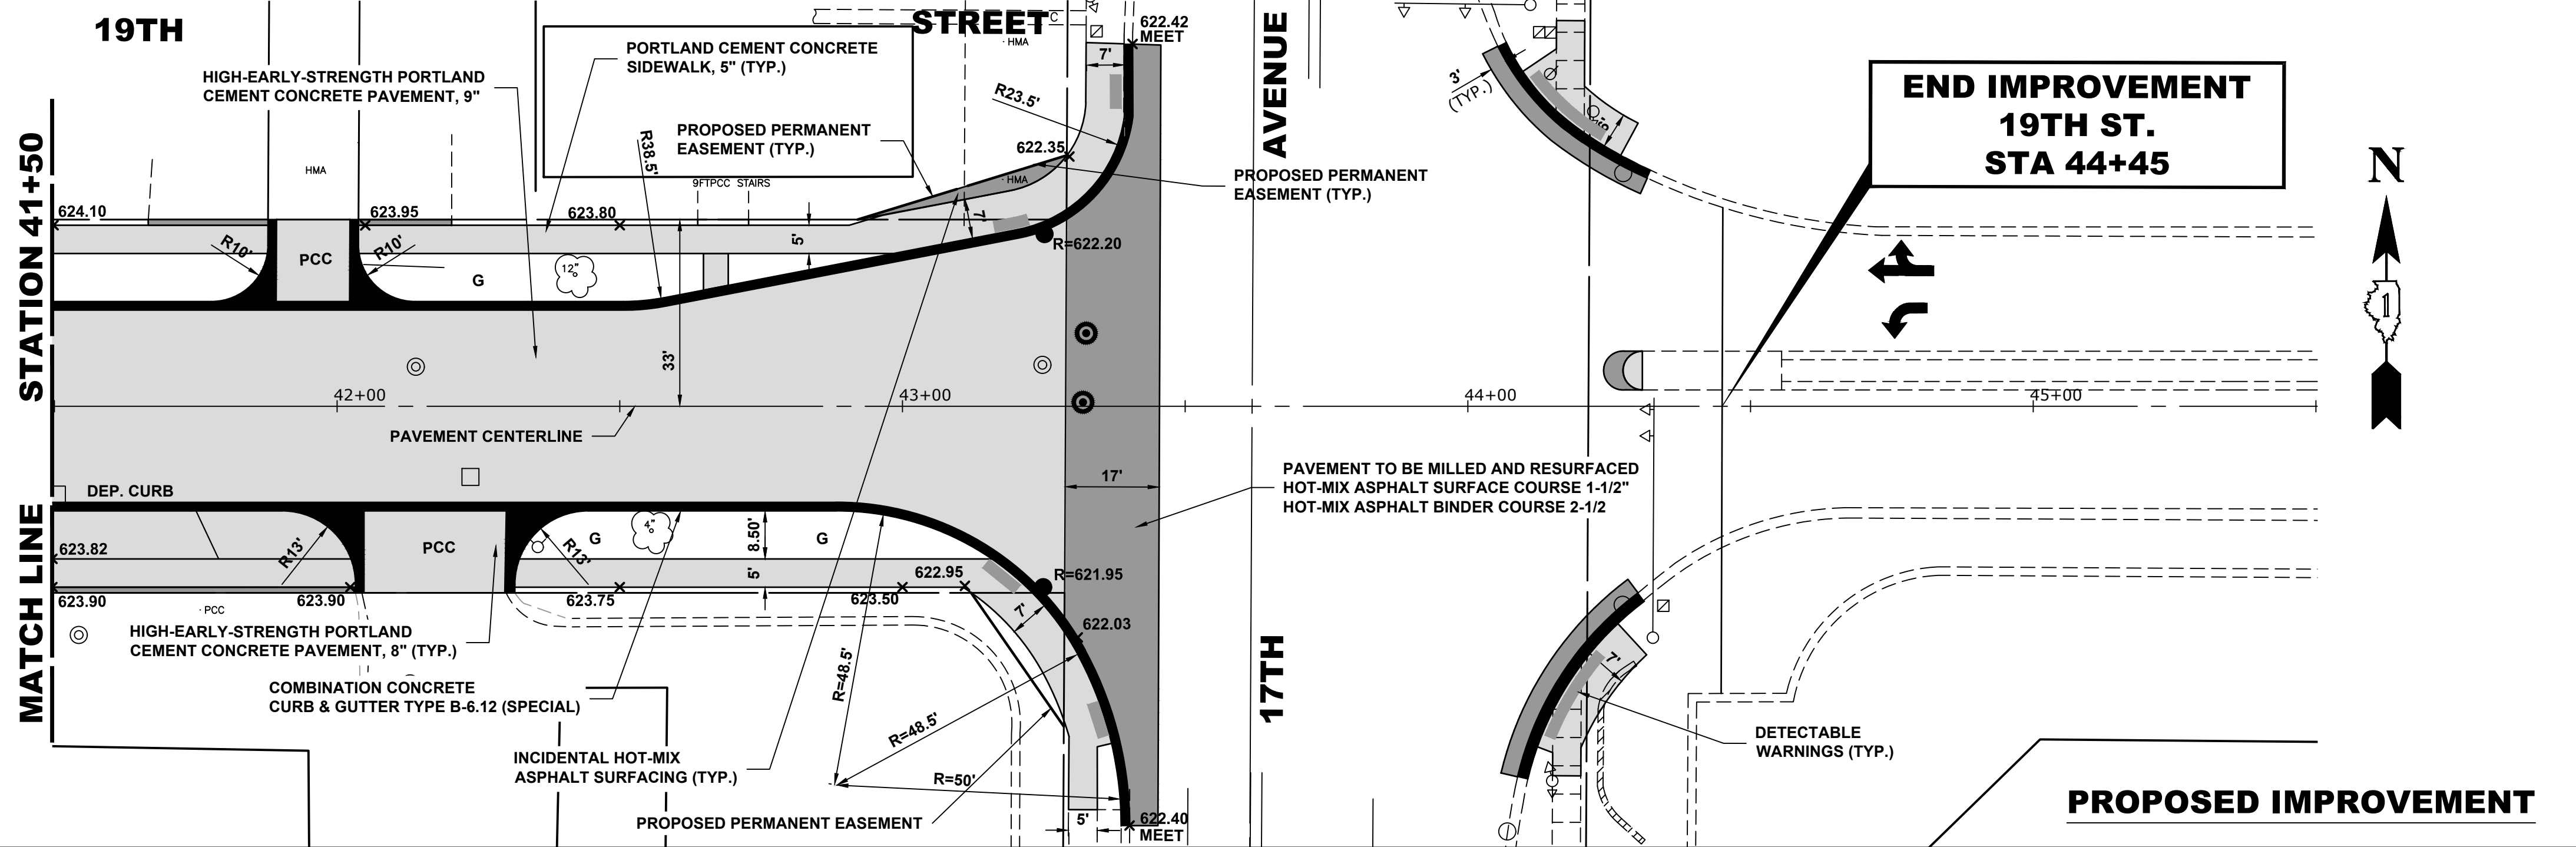 19TH
STREET
C
HMA
622.42
MEET
AVENUE
PORTLAND CEMENT CONCRETE
SIDEWALK, 5" (TYP.)
HIGH-EARLY-STRENGTH PORTLAND
CEMENT CONCRETE PAVEMENT, 9"
7'
3'
(TYP.)
END IMPROVEMENT
19TH ST.
STA 44+45
N
1
R23.5'
PROPOSED PERMANENT
EASEMENT (TYP.)
R38.5'
622.35
PROPOSED PERMANENT
EASEMENT (TYP.)
HMA
9FTPCC STAIRS
HMA
STATION 41+50
624.10
623.95
623.80
7'
5'
R=622.20
R10'
PCC
R10'
G
12"
33'
42+00
43+00
44+00
45+00
PAVEMENT CENTERLINE
17'
PAVEMENT TO BE MILLED AND RESURFACED
HOT-MIX ASPHALT SURFACE COURSE 1-1/2"
HOT-MIX ASPHALT BINDER COURSE 2-1/2
DEP. CURB
MATCH LINE
623.82
R13'
PCC
R13'
G
4"
8.50'
G
5'
622.95
R=621.95
623.90
623.90
623.75
623.50
PCC
7'
622.03
HIGH-EARLY-STRENGTH PORTLAND
CEMENT CONCRETE PAVEMENT, 8" (TYP.)
17TH
7'
COMBINATION CONCRETE
CURB & GUTTER TYPE B-6.12 (SPECIAL)
R=48.5'
R=48.5'
DETECTABLE
WARNINGS (TYP.)
INCIDENTAL HOT-MIX
ASPHALT SURFACING (TYP.)
R=50'
PROPOSED PERMANENT EASEMENT
5'
622.40
MEET
PROPOSED IMPROVEMENT